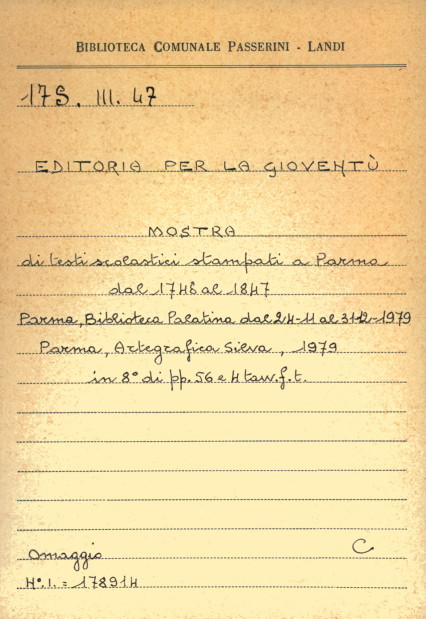 BIBLIOTECA COMUNALE PASSERINI - LANDI
17S. III. 47
EDITORIA PER LA GIOVENTÙ
MOSTRA
di testi scolastici stampati a Parma
dal 1748 al 1847
Parma, Biblioteca Palatina dal 24-11 al 31-12-1979
Parma, Artegrafica Silva, 1979
in 8° di pp. 56 e 4 tavv. f. t.
Omaggio C
N°. I. = 178914